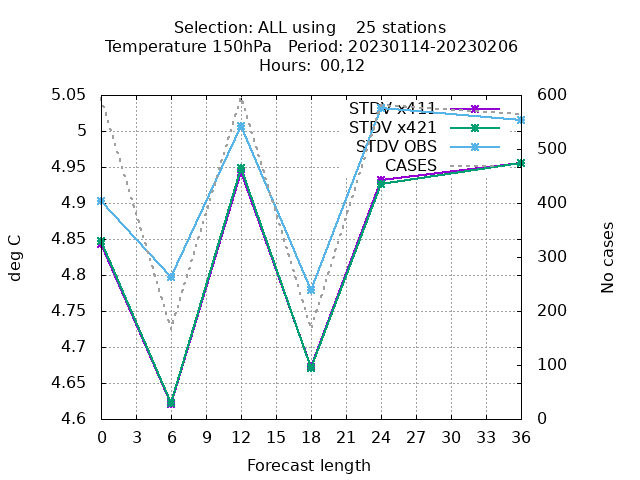 Selection: ALL using    25 stations
Temperature 150hPa   Period: 20230114-20230206
Hours: 00,12
5.05
5
4.95
4.9
4.85
4.8
4.75
4.7
4.65
4.6
600
500
400
300
200
100
0
STDV x411
STDV x421
STDV OBS
CASES
deg C
No cases
0 3 6 9 12 15 18 21 24 27 30 33 36
Forecast length